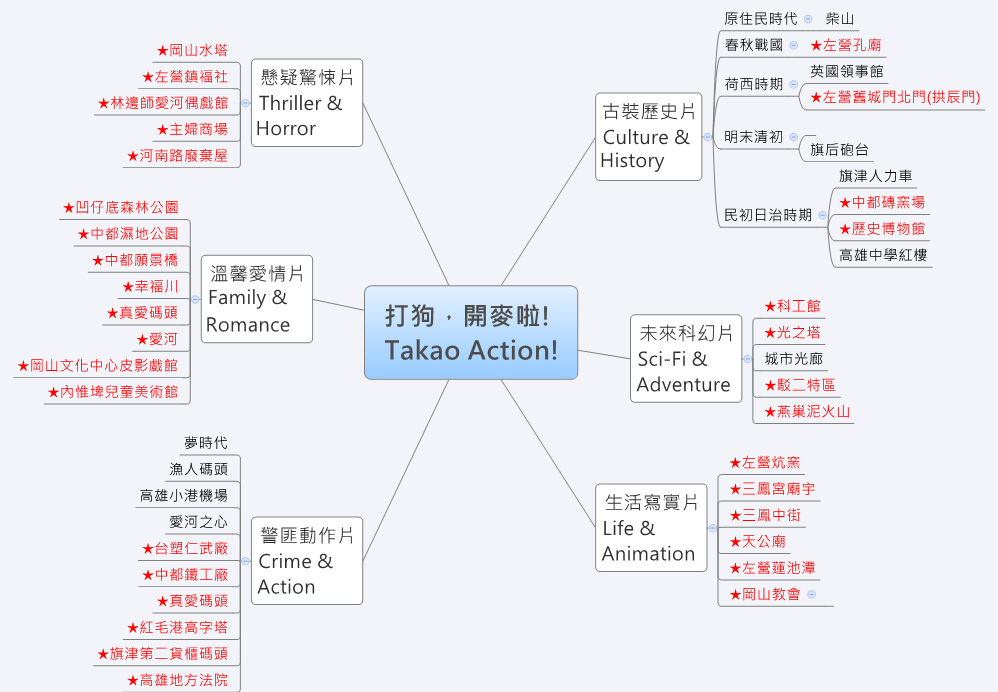 打狗，開麥啦!
Takao Action!
懸疑驚悚片
Thriller &
Horror
★岡山水塔
★左營鎮福社
★林邊師愛河偶戲館
★主婦商場
★河南路廢棄屋
溫馨愛情片
Family &
Romance
★凹仔底森林公園
★中都濕地公園
★中都願景橋
★幸福川
★真愛碼頭
★愛河
★岡山文化中心皮影戲館
★內惟埤兒童美術館
警匪動作片
Crime &
Action
夢時代
漁人碼頭
高雄小港機場
愛河之心
★台塑仁武廠
★中都鐵工廠
★真愛碼頭
★紅毛港高字塔
★旗津第二貨櫃碼頭
★高雄地方法院
古裝歷史片
Culture &
History
原住民時代
柴山
春秋戰國
★左營孔廟
荷西時期
英國領事館
★左營舊城門北門(拱辰門)
明末清初
旗后砲台
民初日治時期
旗津人力車
★中都磚窯場
★歷史博物館
高雄中學紅樓
未來科幻片
Sci-Fi &
Adventure
★科工館
★光之塔
城市光廊
★駁二特區
★燕巢泥火山
生活寫實片
Life &
Animation
★左營炕窯
★三鳳宮廟宇
★三鳳中街
★天公廟
★左營蓮池潭
★岡山教會